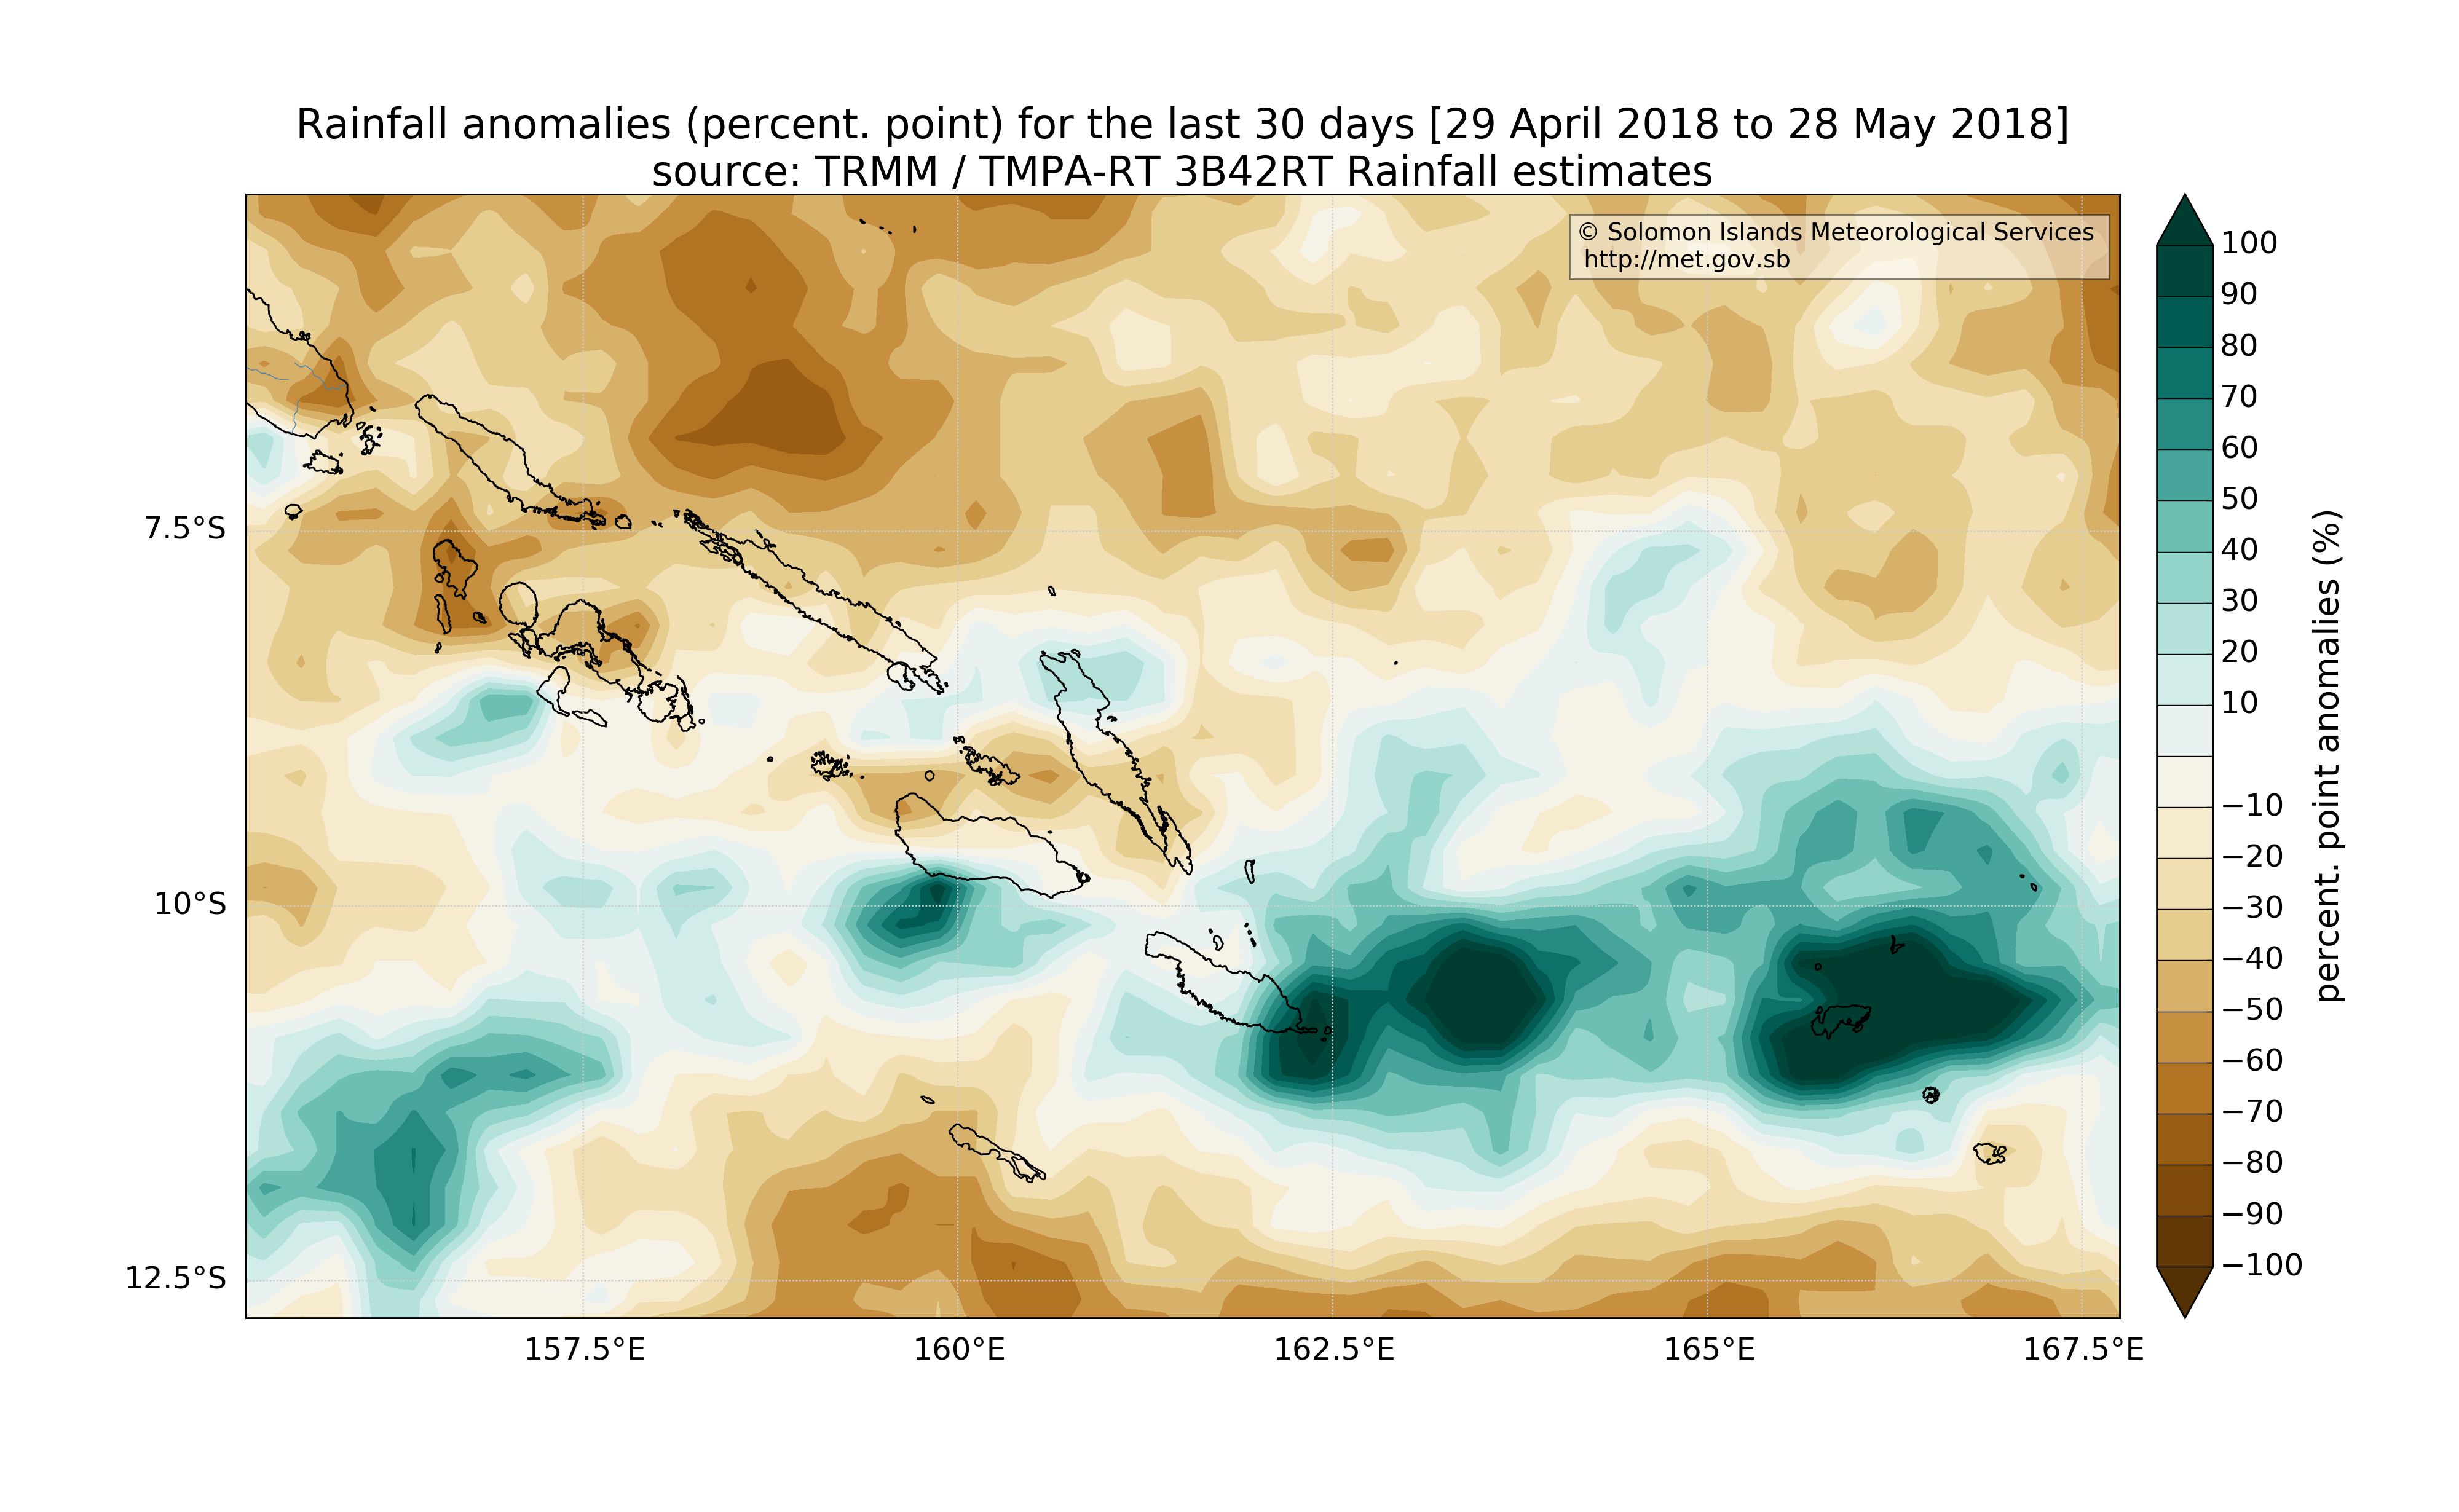 Rainfall anomalies (percent. point) for the last 30 days [29 April 2018 to 28 May 2018]
source: TRMM / TMPA-RT 3B42RT Rainfall estimates
© Solomon Islands Meteorological Services
http://met.gov.sb
7.5°S
10°S
12.5°S
157.5°E
160°E
162.5°E
165°E
167.5°E
100
90
80
70
60
50
40
30
20
10
−10
−20
−30
−40
−50
−60
−70
−80
−90
−100
percent. point anomalies (%)